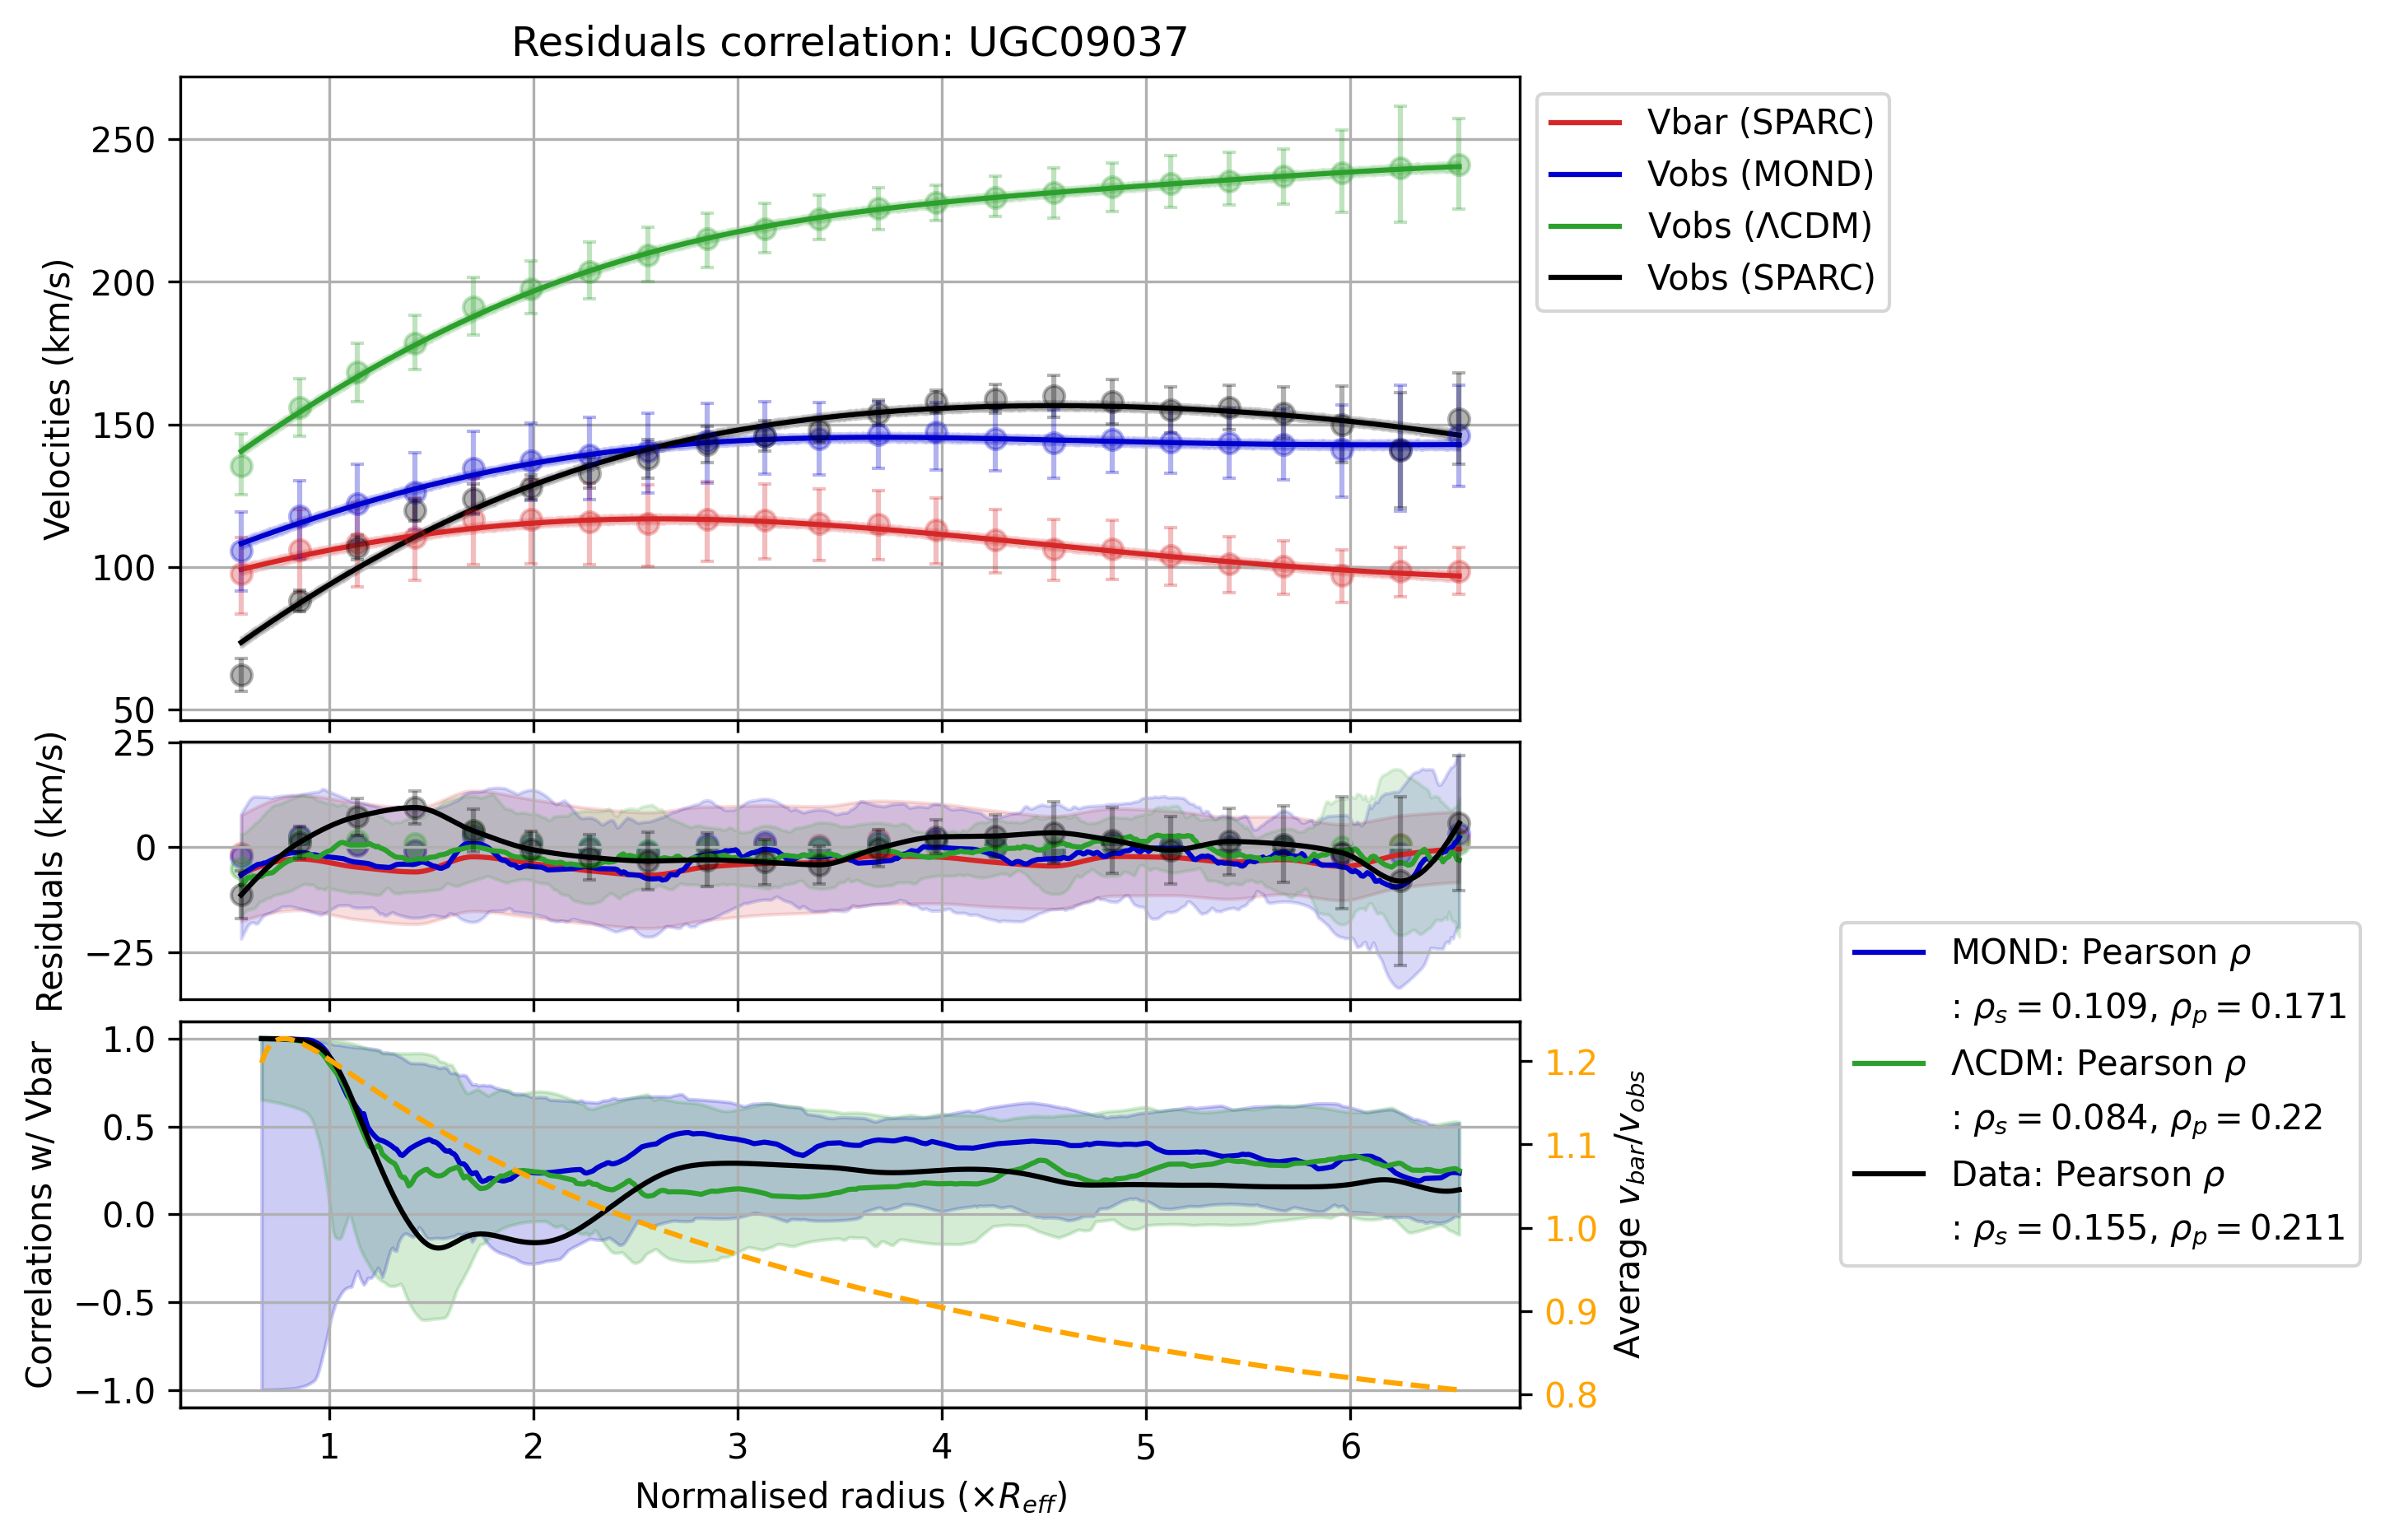 Residuals correlation: UGC09037
Velocities (km/s)
250
200
150
100
50
Vbar (SPARC)
Vobs (MOND)
Vobs (ΛCDM)
Vobs (SPARC)
Residuals (km/s)
25
0
−25
Correlations w/ Vbar
1.0
0.5
0.0
−0.5
−1.0
1.2
1.1
1.0
0.9
0.8
Average v_bar/v_obs
MOND: Pearson ρ
: ρ_s = 0.109, ρ_p = 0.171
ΛCDM: Pearson ρ
: ρ_s = 0.084, ρ_p = 0.22
Data: Pearson ρ
: ρ_s = 0.155, ρ_p = 0.211
1 2 3 4 5 6
Normalised radius (×R_eff)